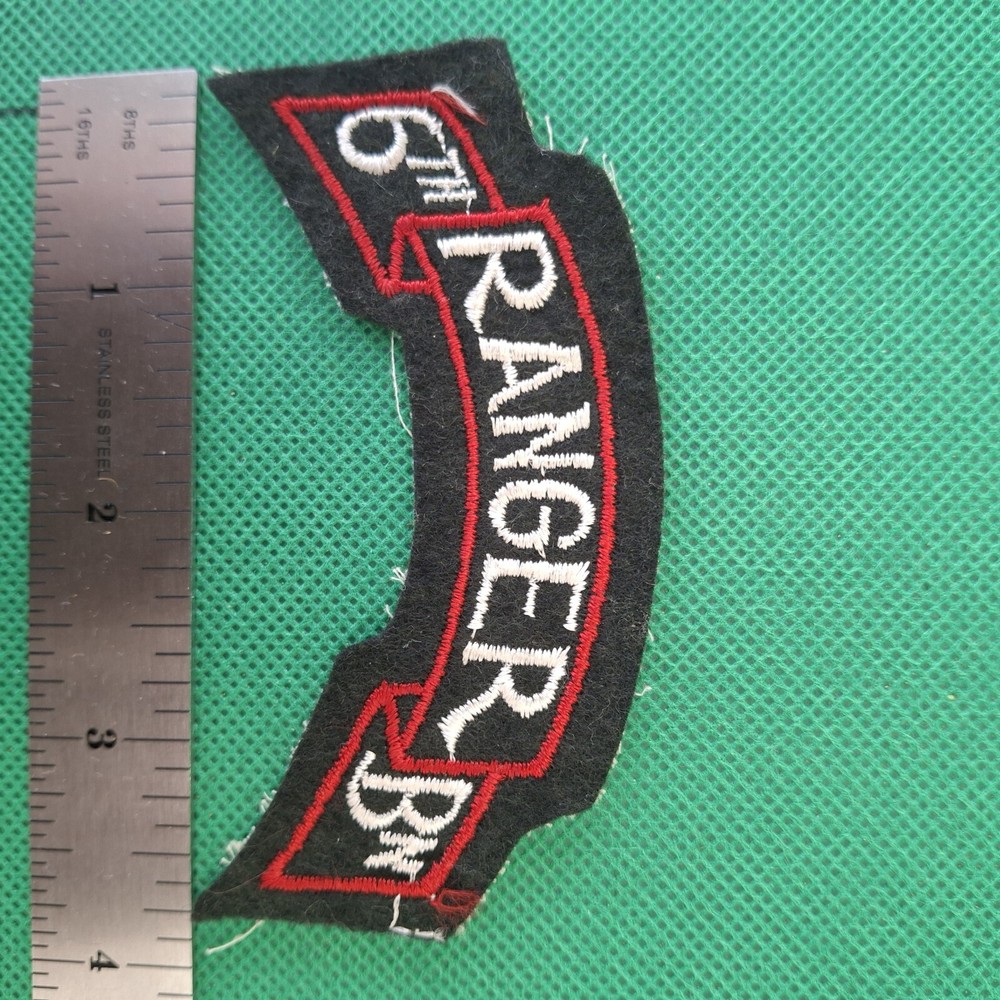 6TH RANGER BN
8THS
16THS
1
STAINLESS STEEL
2
3
4